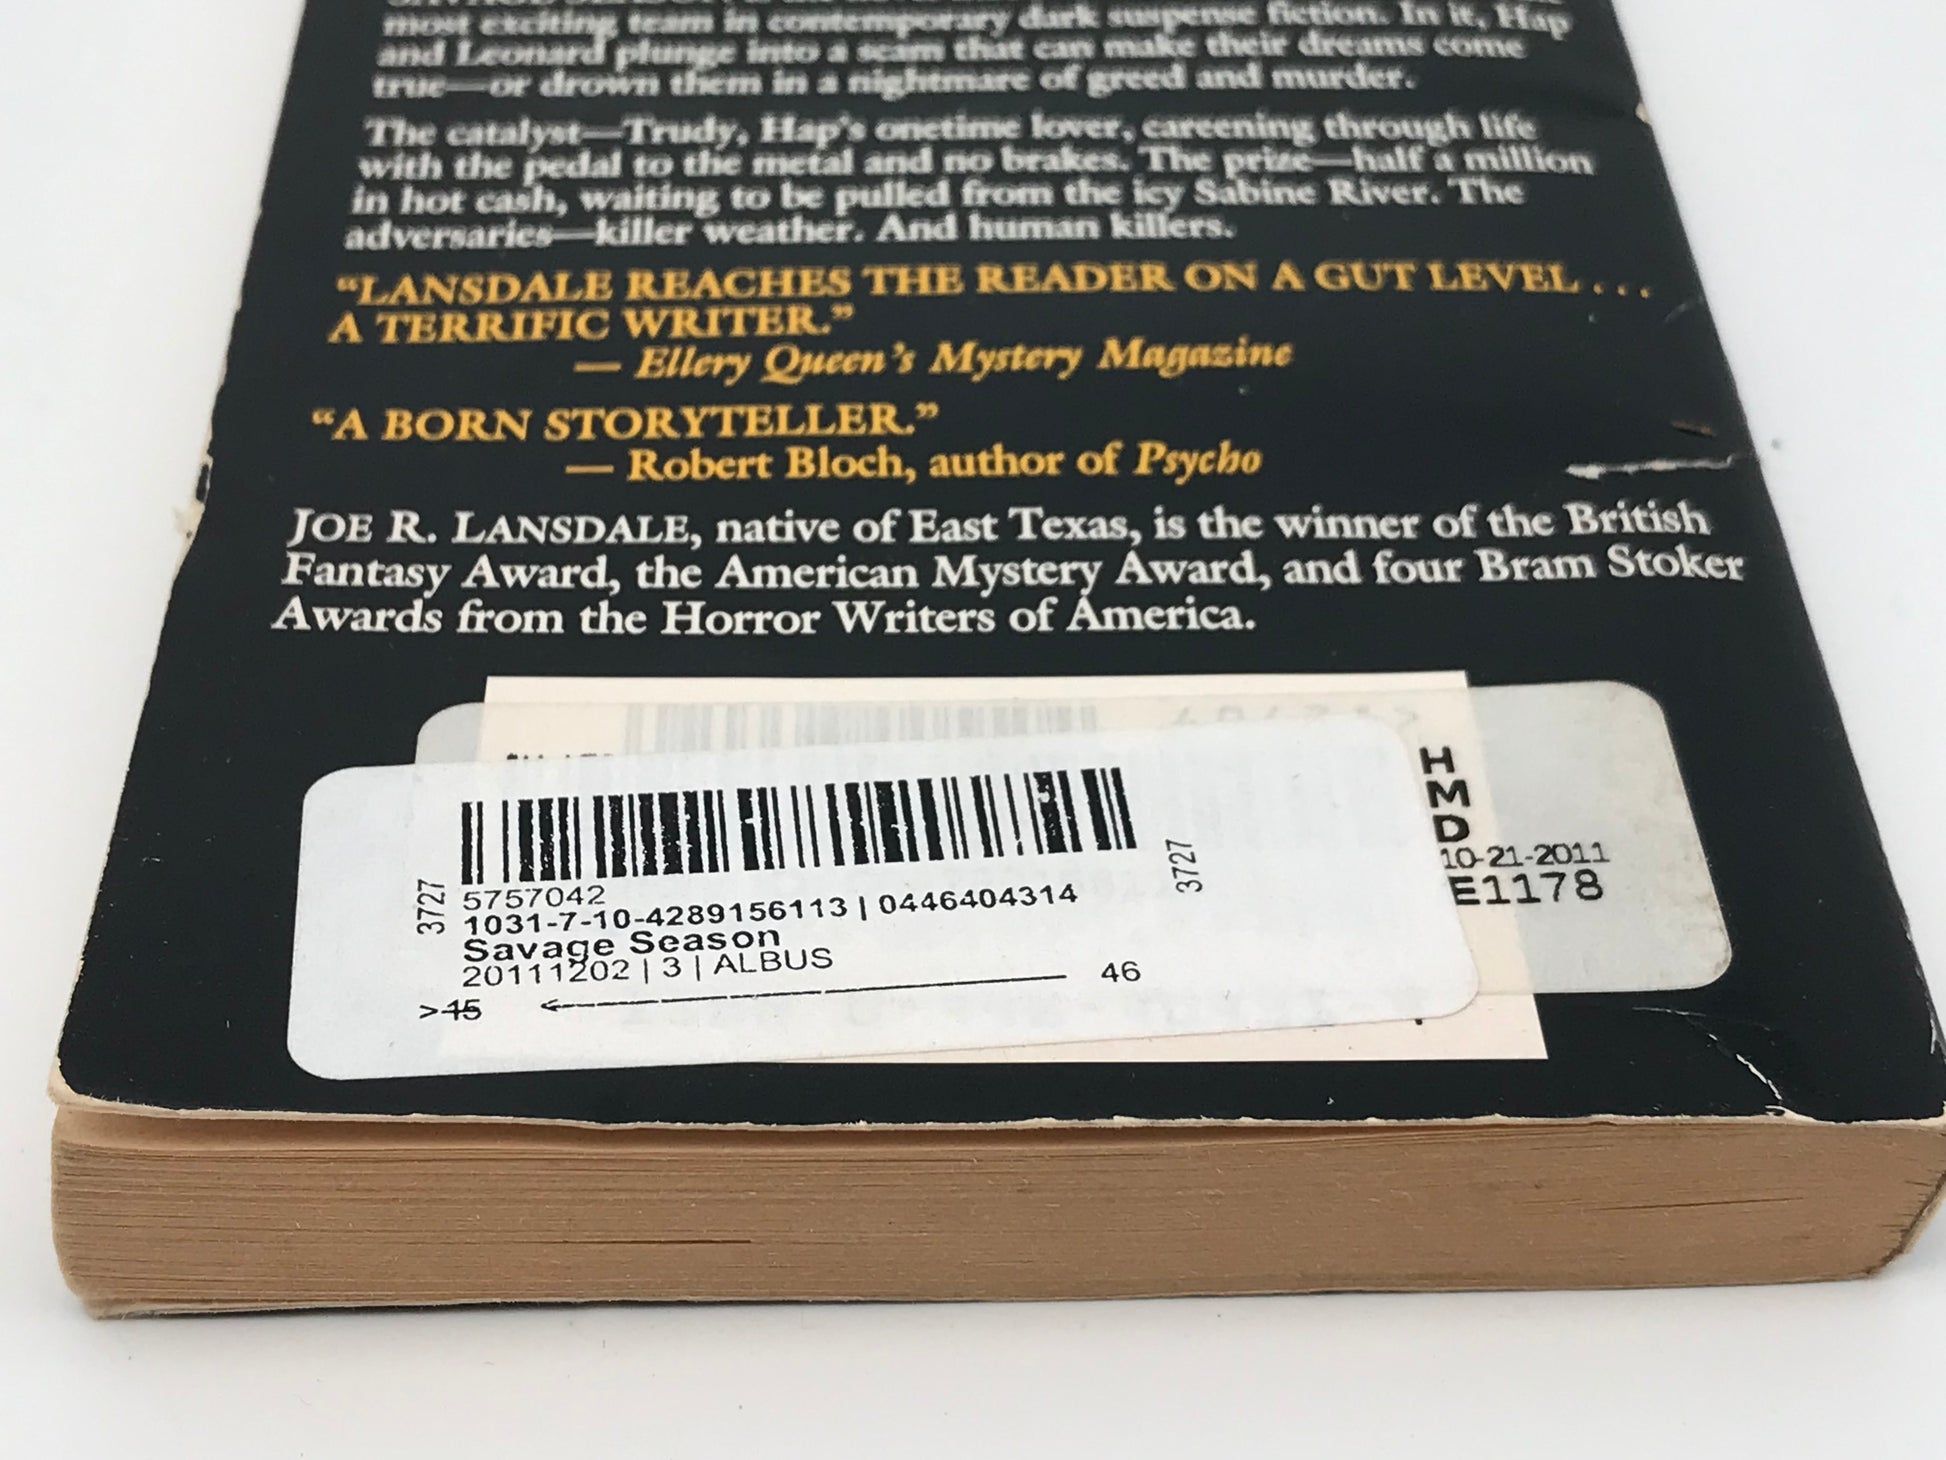 most exciting team in contemporary dark suspense fiction. In it, Hap
and Leonard plunge into a scam that can make their dreams come
true—or drown them in a nightmare of greed and murder.
The catalyst—Trudy, Hap's onetime lover, careening through life
with the pedal to the metal and no brakes. The prize—half a million
in hot cash, waiting to be pulled from the icy Sabine River. The
adversaries—killer weather. And human killers.
“LANSDALE REACHES THE READER ON A GUT LEVEL . . .
A TERRIFIC WRITER.”
— Ellery Queen's Mystery Magazine
“A BORN STORYTELLER.”
— Robert Bloch, author of Psycho
JOE R. LANSDALE, native of East Texas, is the winner of the British
Fantasy Award, the American Mystery Award, and four Bram Stoker
Awards from the Horror Writers of America.
H
M
D
10-21-2011
E1178
3727
3727
5757042
1031-7-10-4289156113 | 0446404314
Savage Season
20111202 | 3 | ALBUS
>15
46